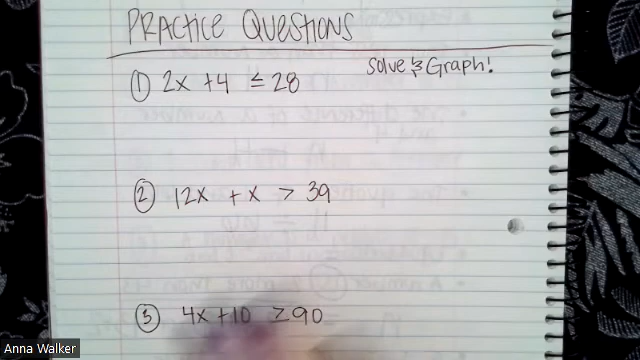 PRACTICE QUESTIONS
Solve & Graph!
① 2x + 4 ≤ 28
② 12x + x > 39
③ 4x + 10 ≥ 90
Anna Walker